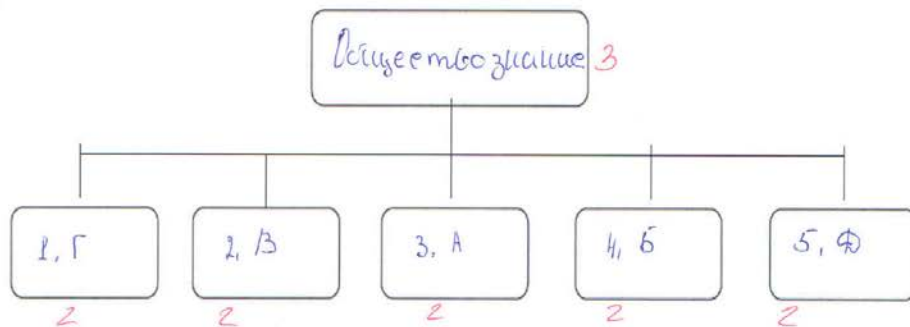 Обществознание 3
1, Г
2, В
3, А
4, Б
5, Д
2 2 2 2 2